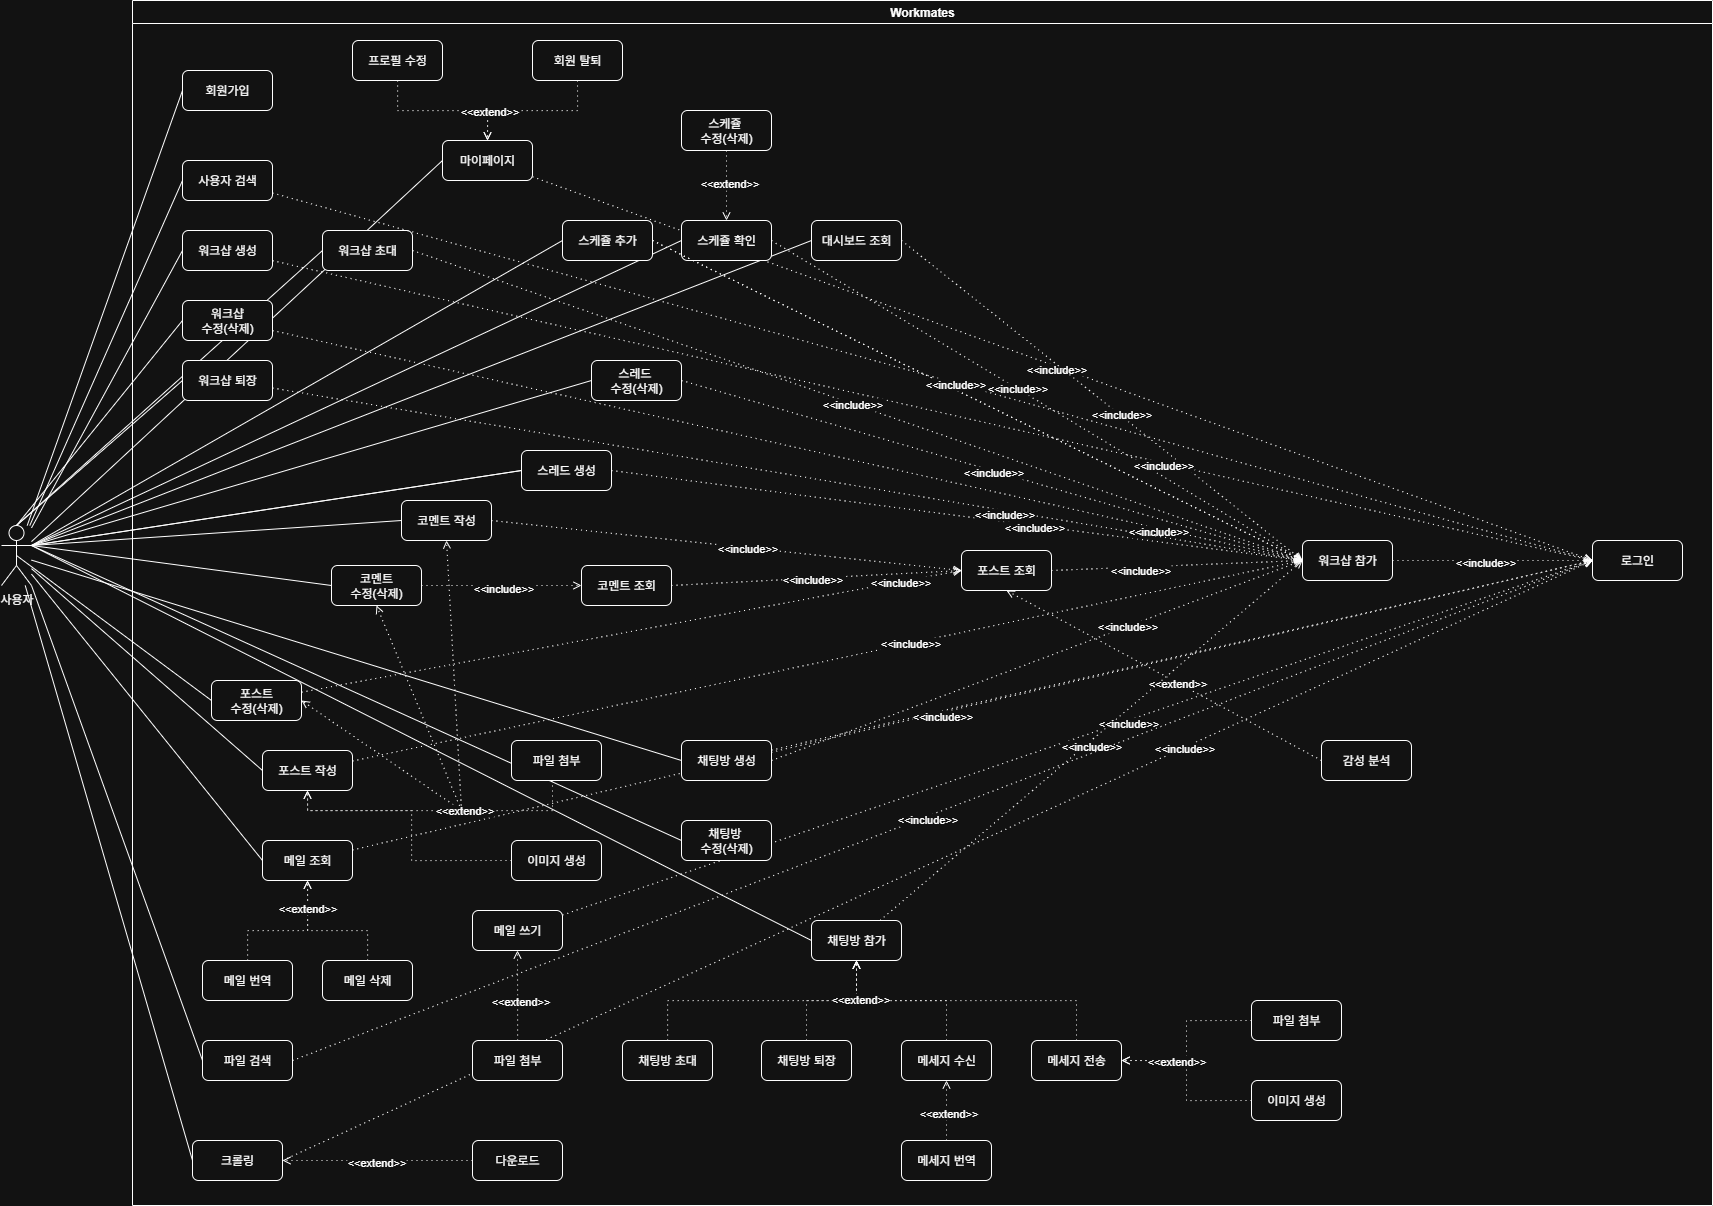 Workmates
프로필 수정
회원 탈퇴
회원가입
<<extend>>
스케쥴
수정(삭제)
마이페이지
사용자 검색
<<extend>>
워크샵 생성
워크샵 초대
스케쥴 추가
스케쥴 확인
대시보드 조회
워크샵
수정(삭제)
워크샵 퇴장
스레드
수정(삭제)
<<include>>
<<include>>
<<include>>
<<include>>
<<include>>
스레드 생성
<<include>>
<<include>>
코멘트 작성
<<include>>
<<include>>
<<include>>
<<include>>
사용자
코멘트
수정(삭제)
<<include>>
코멘트 조회
<<include>>
<<include>>
포스트 조회
<<include>>
워크샵 참가
<<include>>
로그인
<<include>>
<<include>>
포스트
수정(삭제)
<<extend>>
<<include>>
<<include>>
<<include>>
<<include>>
포스트 작성
파일 첨부
채팅방 생성
감성 분석
<<extend>>
<<include>>
메일 조회
이미지 생성
채팅방
수정(삭제)
<<extend>>
메일 쓰기
채팅방 참가
메일 번역
메일 삭제
<<extend>>
<<extend>>
파일 첨부
파일 검색
파일 첨부
채팅방 초대
채팅방 퇴장
메세지 수신
메세지 전송
<<extend>>
이미지 생성
<<extend>>
크롤링
<<extend>>
다운로드
메세지 번역